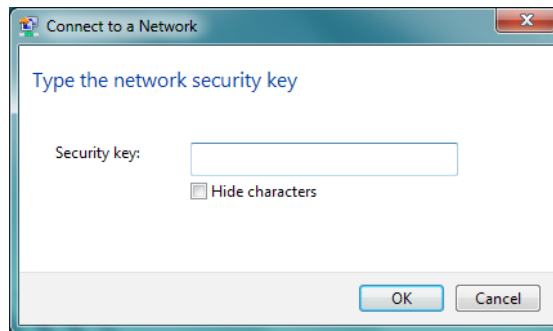 Connect to a Network
Type the network security key
Security key:
Hide characters
OK
Cancel